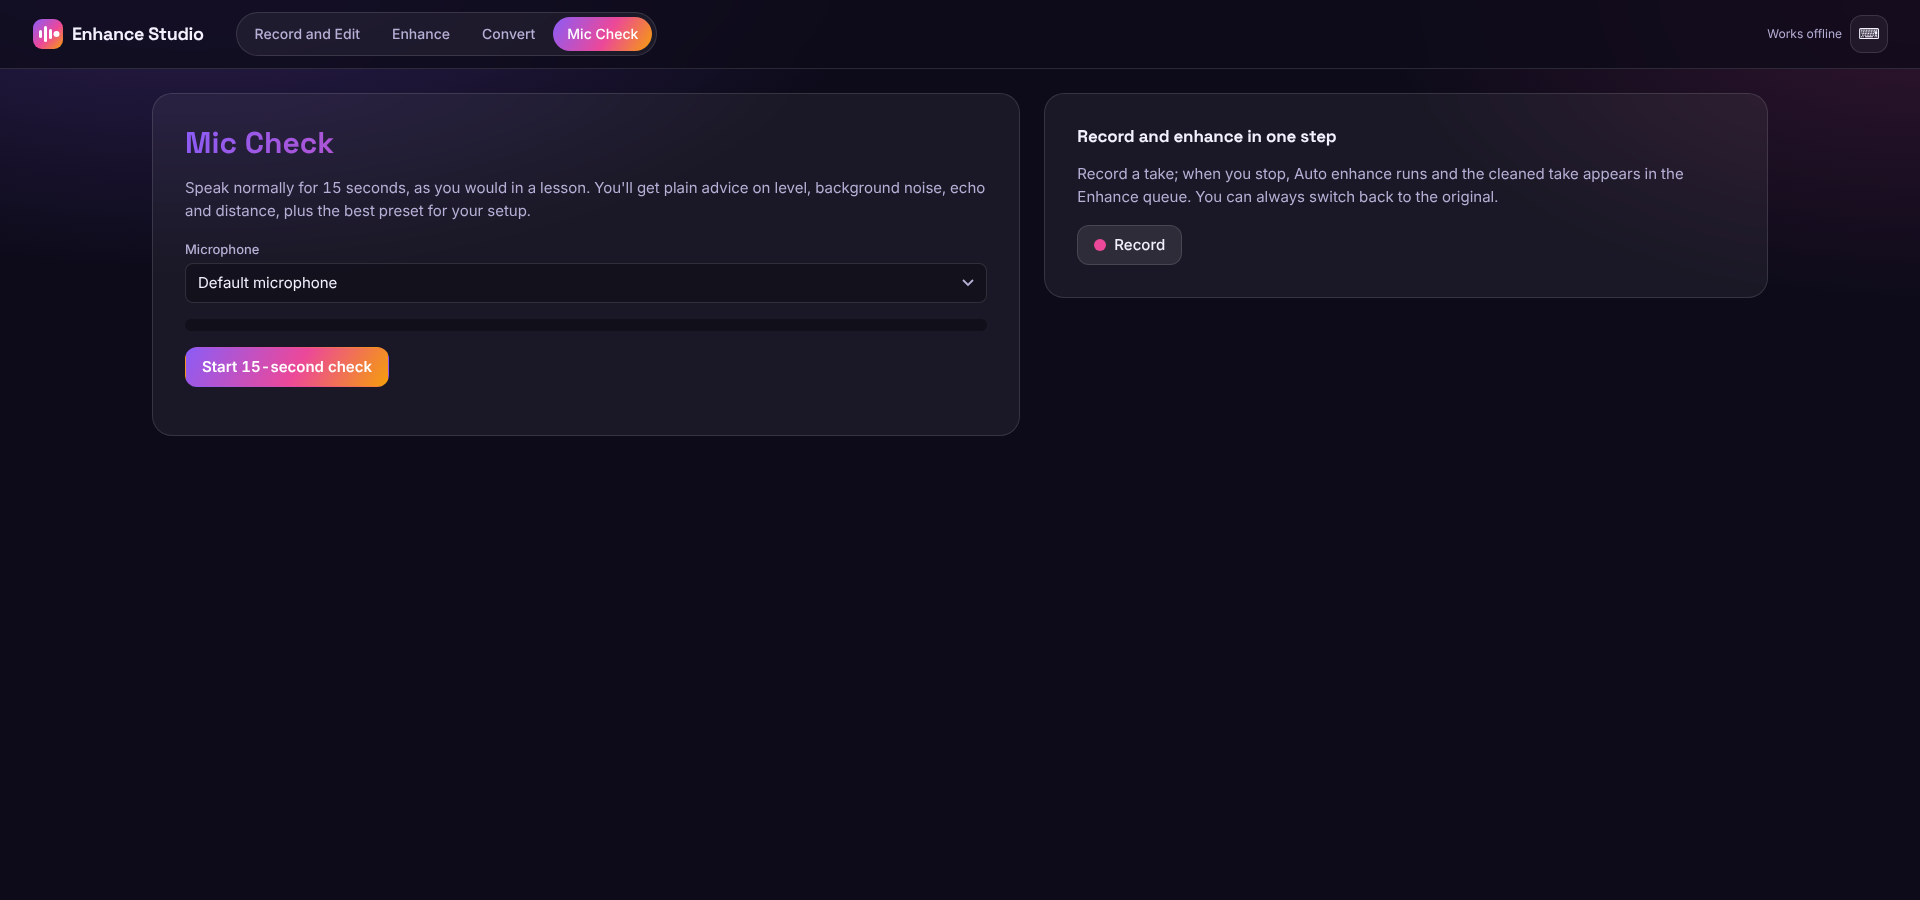 Enhance Studio
Record and Edit
Enhance
Convert
Mic Check
Works offline
Mic Check
Speak normally for 15 seconds, as you would in a lesson. You'll get plain advice on level, background noise, echo
and distance, plus the best preset for your setup.
Microphone
Default microphone
Start 15-second check
Record and enhance in one step
Record a take; when you stop, Auto enhance runs and the cleaned take appears in the
Enhance queue. You can always switch back to the original.
Record